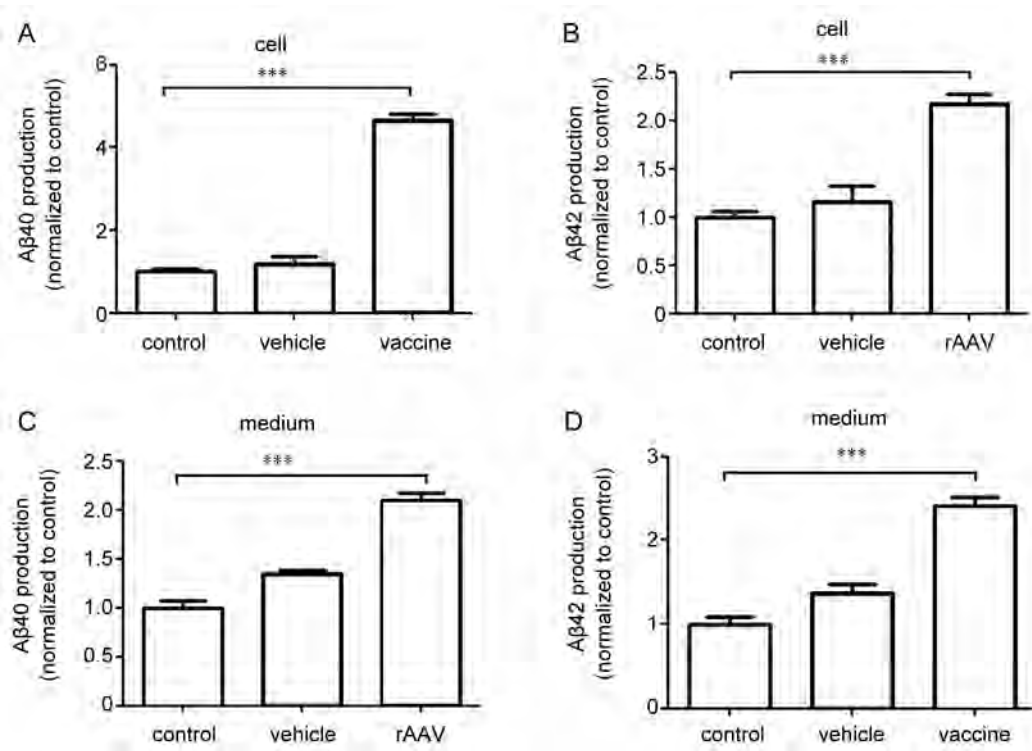 A
cell
***
Aβ40 production
(normalized to control)
6
4
2
0
control vehicle vaccine
B
cell
***
Aβ42 production
(normalized to control)
2.5
2.0
1.5
1.0
0.5
0
control vehicle rAAV
C
medium
***
Aβ40 production
(normalized to control)
2.5
2.0
1.5
1.0
0.5
0
control vehicle rAAV
D
medium
***
Aβ42 production
(normalized to control)
3
2
1
0
control vehicle vaccine